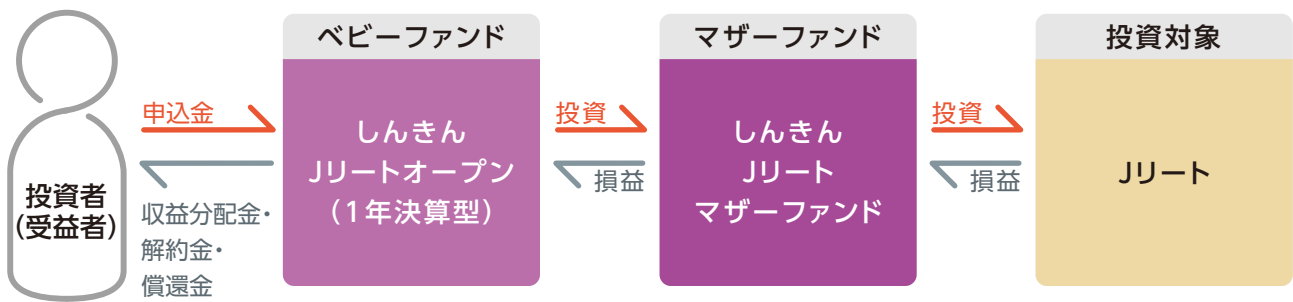 投資者
(受益者)
申込金
収益分配金・
解約金・
償還金
ベビーファンド
しんきん
Jリートオープン
(1年決算型)
投資
損益
マザーファンド
しんきん
Jリート
マザーファンド
投資
損益
投資対象
Jリート